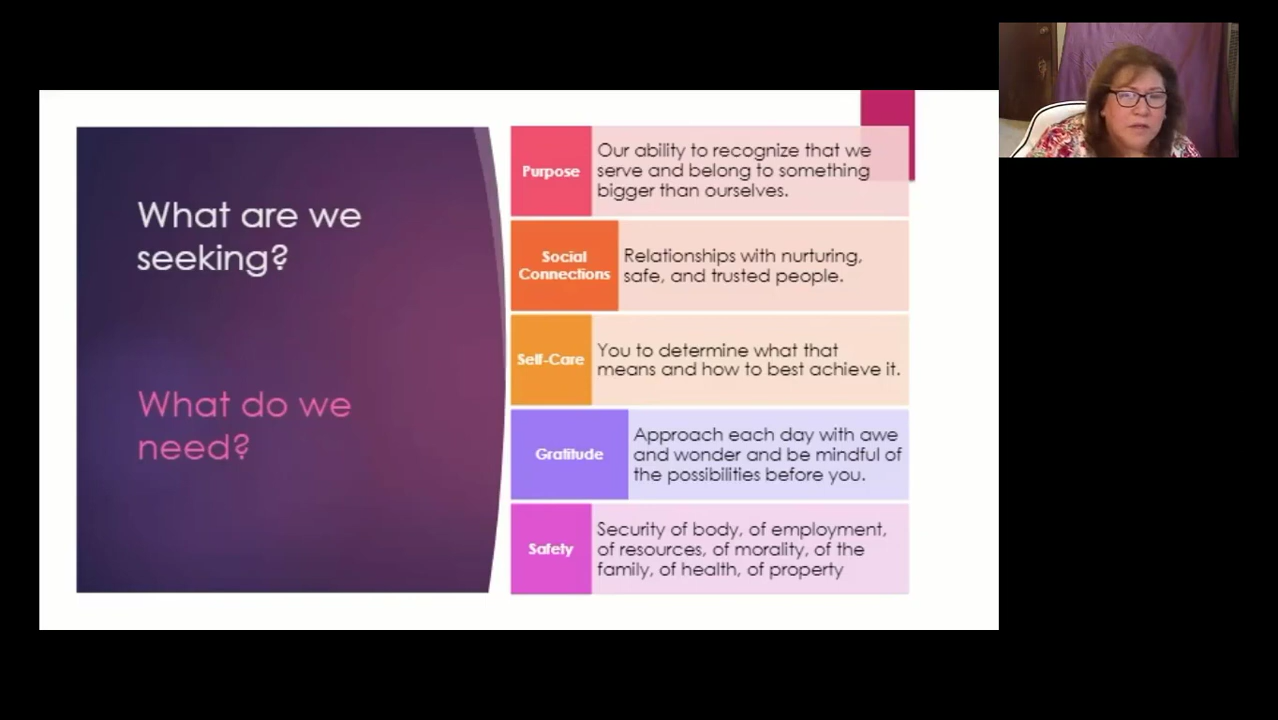 What are we
seeking?
What do we
need?
Purpose
Our ability to recognize that we
serve and belong to something
bigger than ourselves.
Social
Connections
Relationships with nurturing,
safe, and trusted people.
Self-Care
You to determine what that
means and how to best achieve it.
Gratitude
Approach each day with awe
and wonder and be mindful of
the possibilities before you.
Safety
Security of body, of employment,
of resources, of morality, of the
family, of health, of property